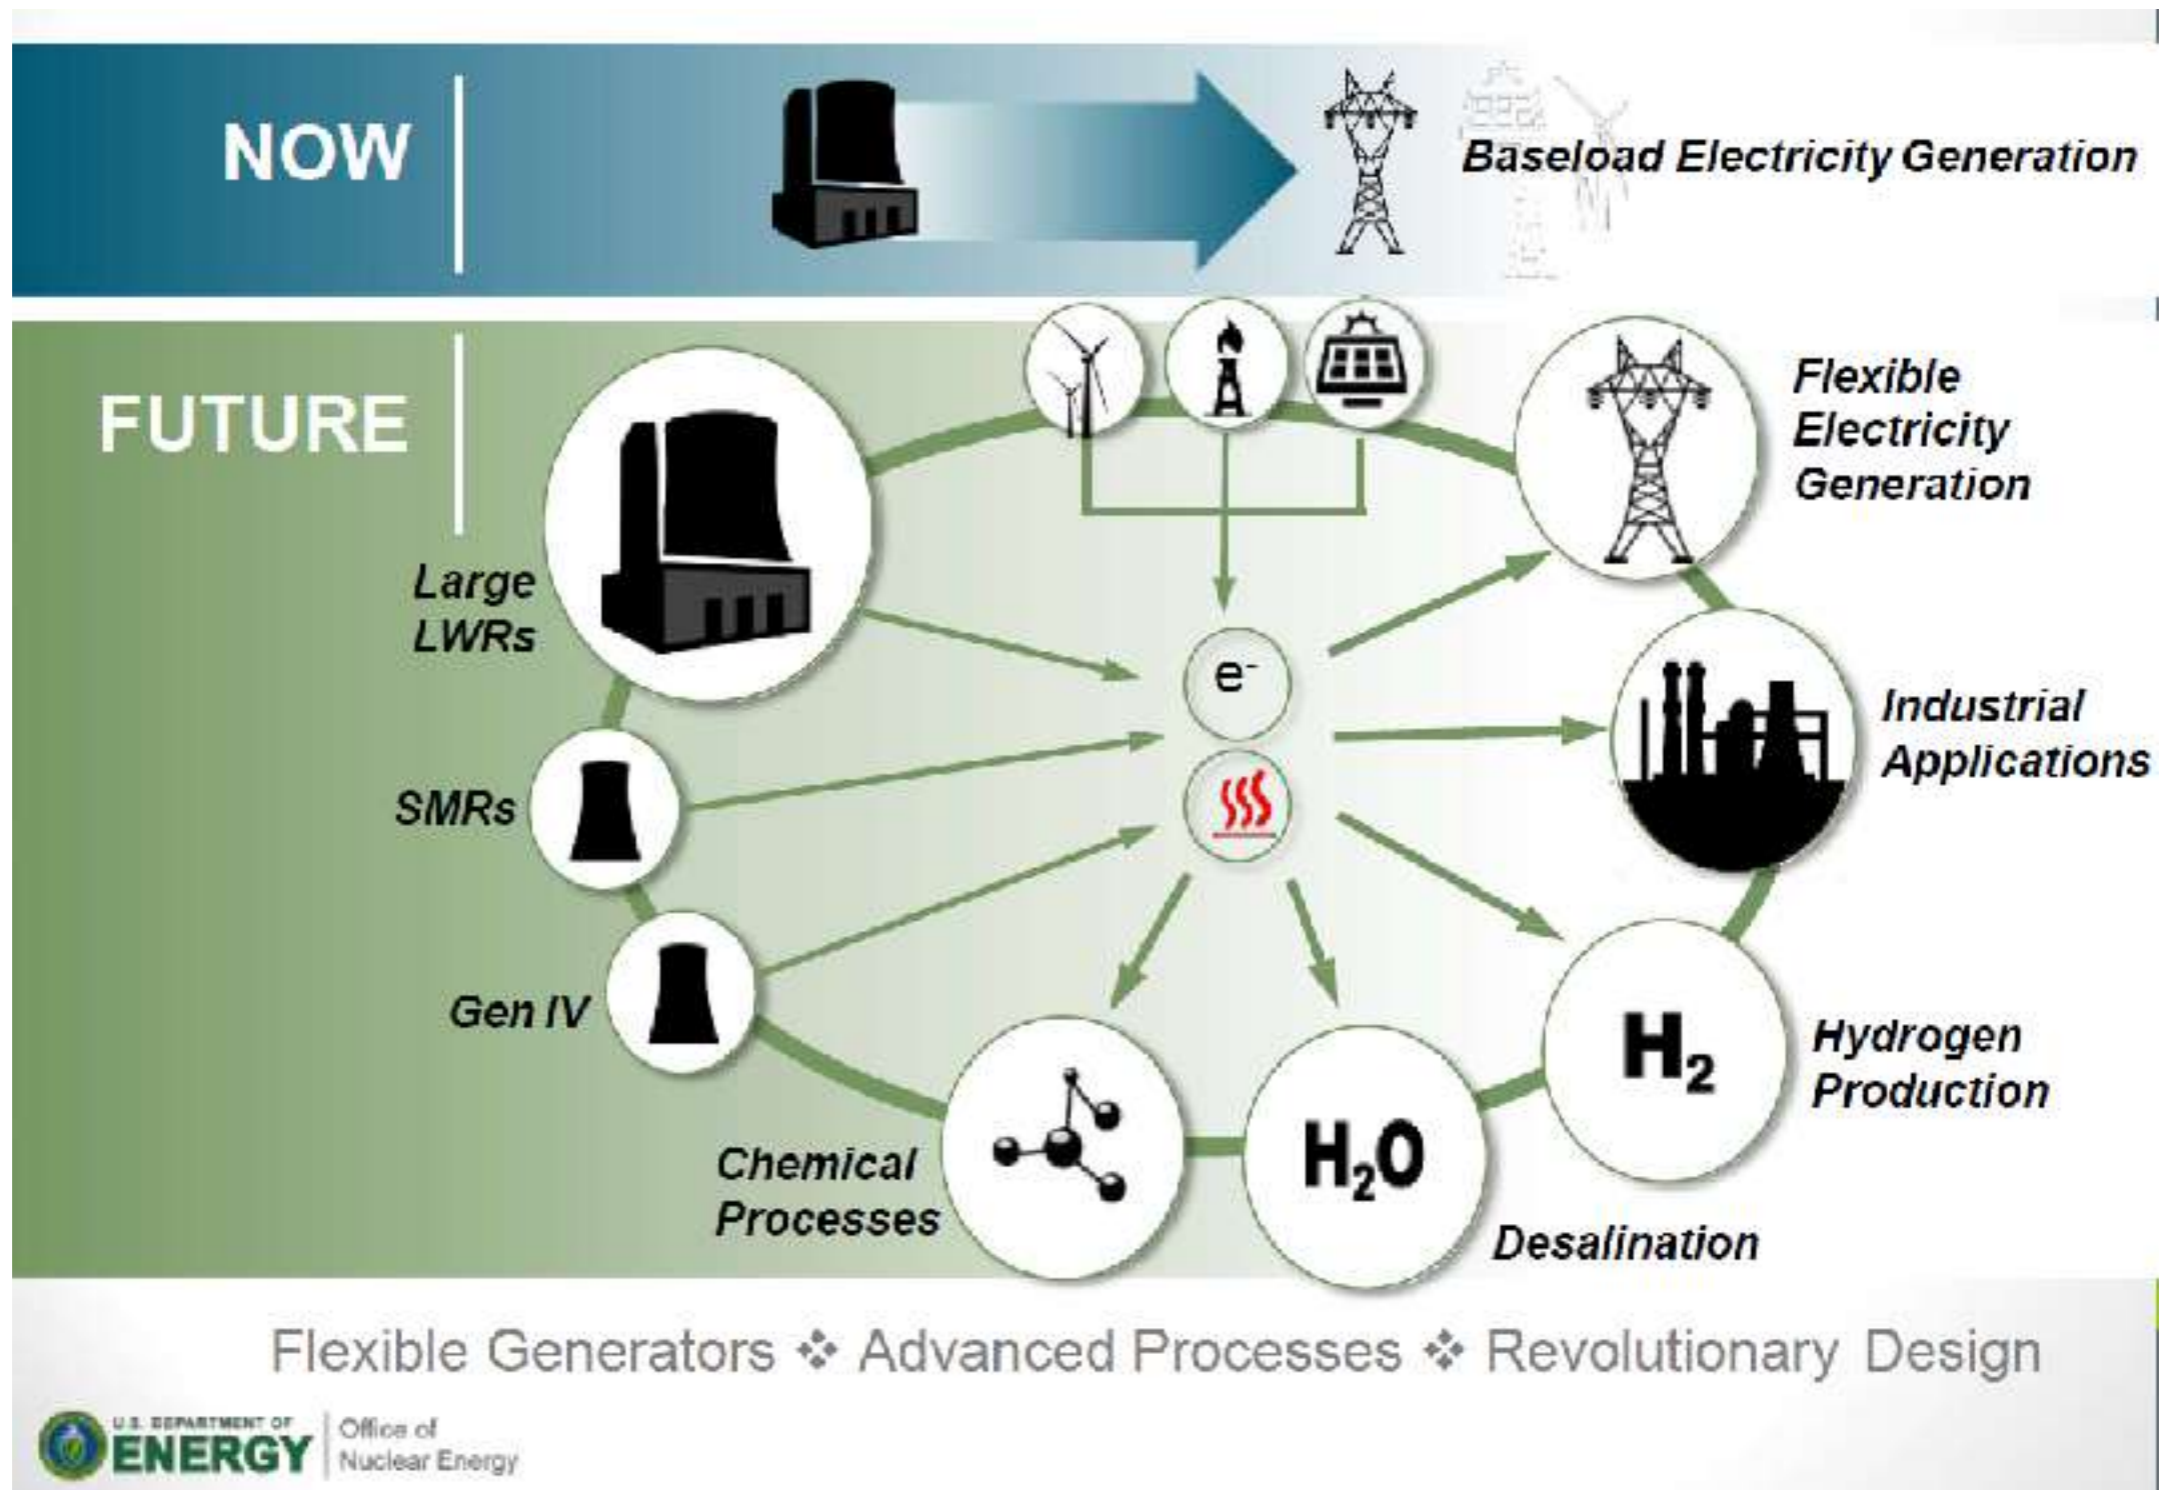 NOW
Baseload Electricity Generation
FUTURE
Flexible
Electricity
Generation
Large
LWRs
e-
Industrial
Applications
SMRs
Gen IV
H2
Hydrogen
Production
Chemical
Processes
H2O
Desalination
Flexible Generators ❖ Advanced Processes ❖ Revolutionary Design
U.S. DEPARTMENT OF
ENERGY
Office of
Nuclear Energy